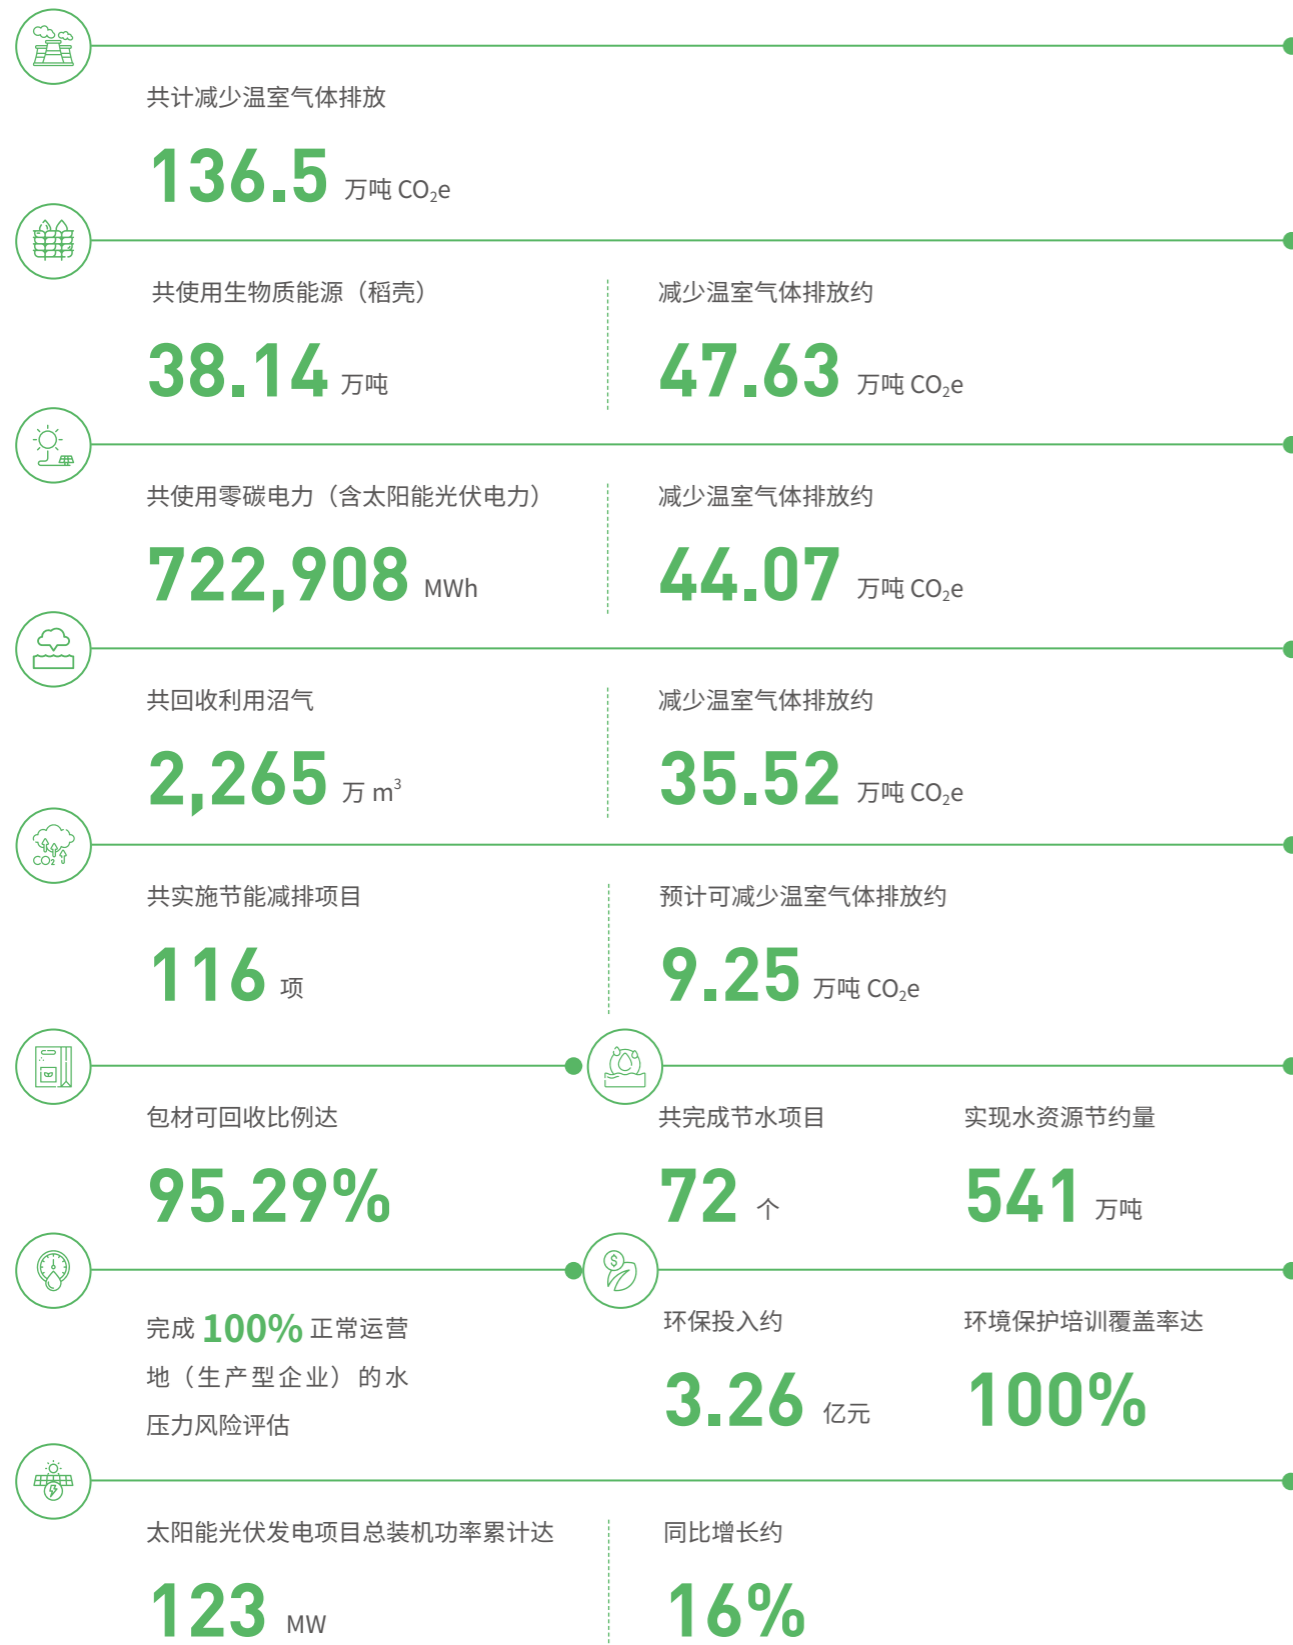 共计减少温室气体排放
136.5 万吨 CO₂e
共使用生物质能源（稻壳）
38.14 万吨
减少温室气体排放约
47.63 万吨 CO₂e
共使用零碳电力（含太阳能光伏电力）
722,908 MWh
减少温室气体排放约
44.07 万吨 CO₂e
共回收利用沼气
2,265 万 m³
减少温室气体排放约
35.52 万吨 CO₂e
CO₂
共实施节能减排项目
116 项
预计可减少温室气体排放约
9.25 万吨 CO₂e
包材可回收比例达
95.29%
共完成节水项目
72 个
实现水资源节约量
541 万吨
完成 100% 正常运营
地（生产型企业）的水
压力风险评估
$
环保投入约
3.26 亿元
环境保护培训覆盖率达
100%
太阳能光伏发电项目总装机功率累计达
123 MW
同比增长约
16%